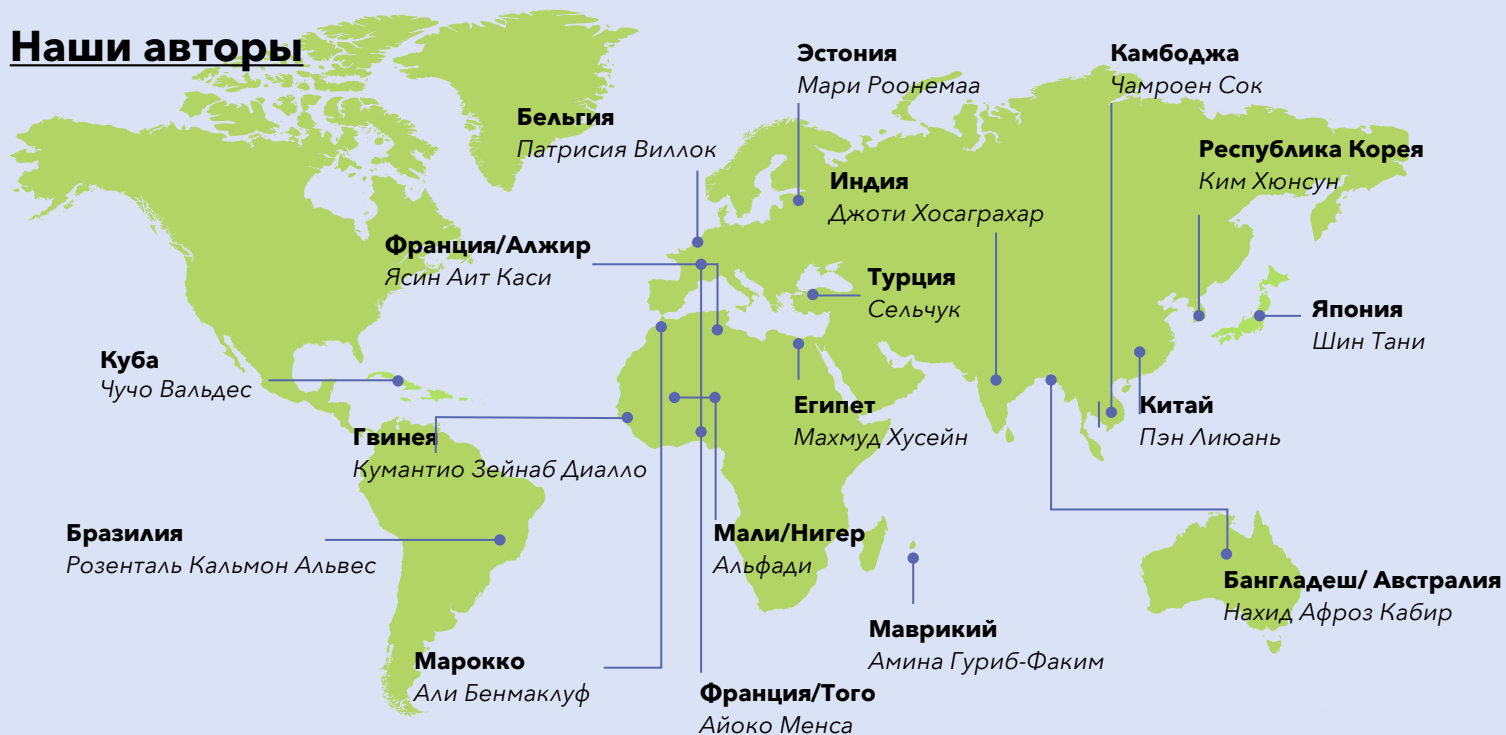 Наши авторы
Эстония
Мари Роонемаа
Камбоджа
Чамроен Сок
Бельгия
Патрисия Виллок
Республика Корея
Ким Хюнсун
Индия
Джоти Хосаграхар
Франция/Алжир
Ясин Аит Каси
Турция
Сельчук
Япония
Шин Тани
Куба
Чучо Вальдес
Египет
Махмуд Хусейн
Китай
Пэн Лиюань
Гвинея
Кумантио Зейнаб Диалло
Бразилия
Розенталь Кальмон Альвес
Мали/Нигер
Альфади
Бангладеш/ Австралия
Нахид Афроз Кабир
Маврикий
Амина Гуриб-Факим
Марокко
Али Бенмаклуф
Франция/Того
Айоко Менса